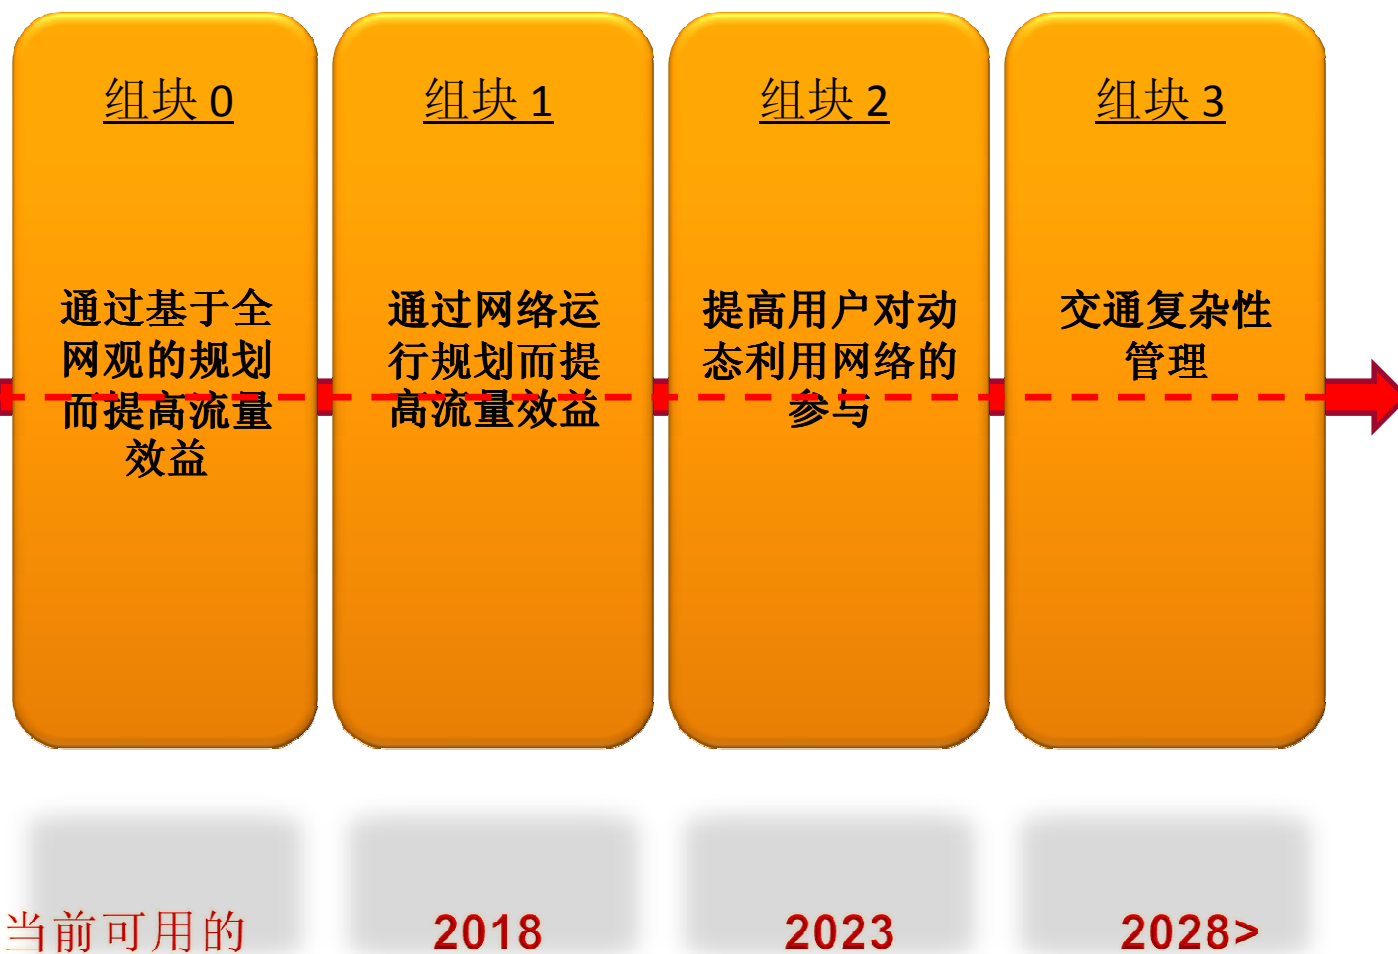 组块 0
通过基于全
网观的规划
而提高流量
效益
组块 1
通过网络运
行规划而提
高流量效益
组块 2
提高用户对动
态利用网络的
参与
组块 3
交通复杂性
管理
当前可用的
2018
2023
2028>